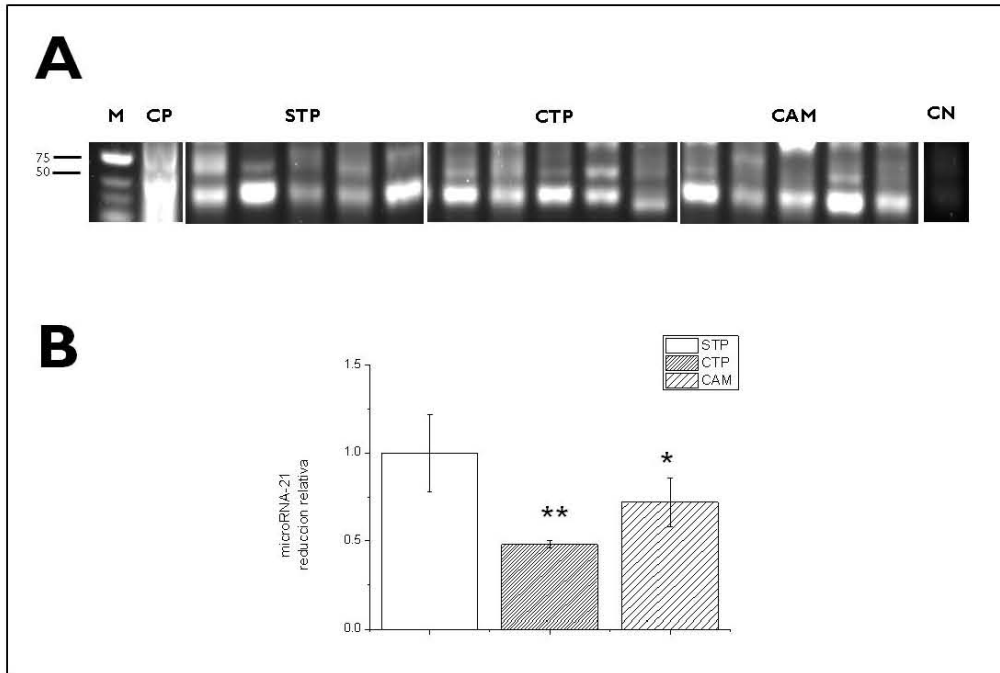 A
M CP STP CTP CAM CN
75
50
B
STP
CTP
CAM
1.5
1.0
0.5
0.0
microRNA-21
reduccion relativa
**
*